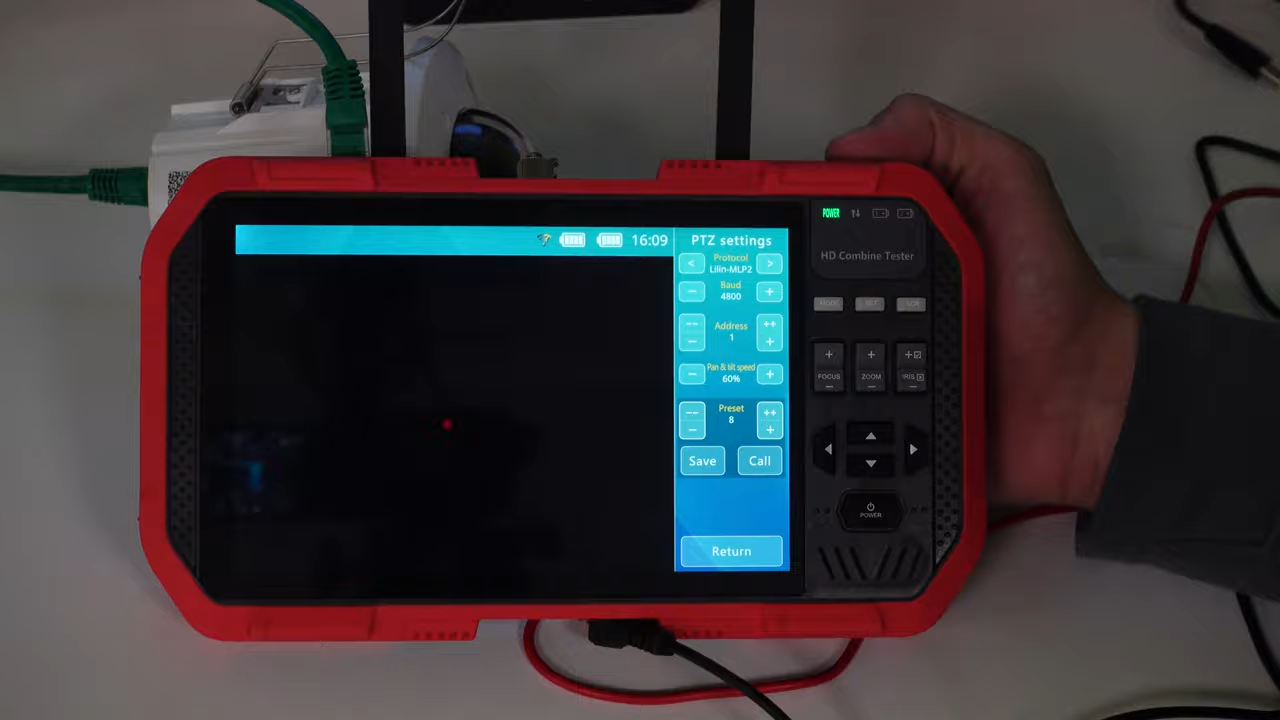 16:09
PTZ settings
<
Protocol
Lilin-MLP2
>
−
Baud
4800
+
--
−
Address
1
++
+
−
Pan & tilt speed
60%
+
--
−
Preset
8
++
+
Save
Call
Return
POWER
HD Combine Tester
MODE
+
−
FOCUS
+
−
ZOOM
+
−
IRIS
POWER